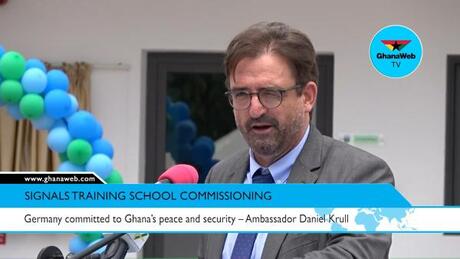 GhanaWeb
TV
www.ghanaweb.com
SIGNALS TRAINING SCHOOL COMMISSIONING
Germany committed to Ghana's peace and security – Ambassador Daniel Krull